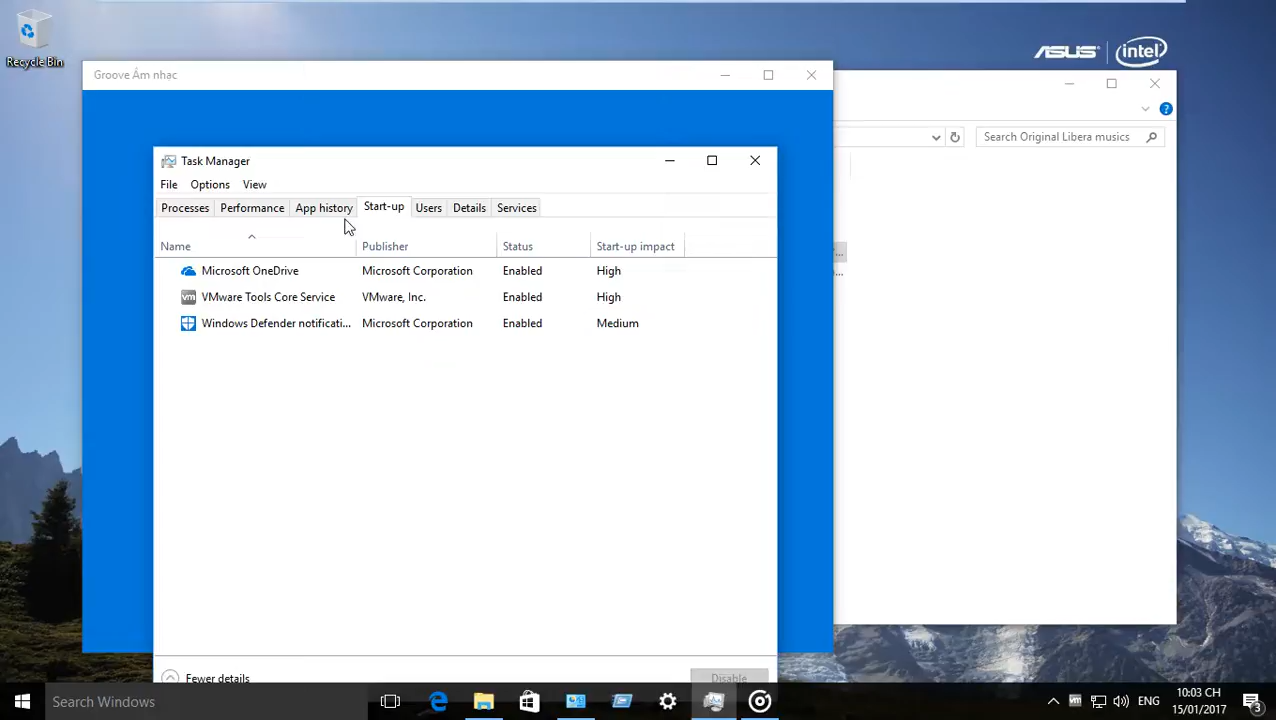 Recycle Bin
ASUS intel
Groove Âm nhạc
Search Original Libera musics
Task Manager
File Options View
Processes Performance App history Start-up Users Details Services
Name Publisher Status Start-up impact
Microsoft OneDrive Microsoft Corporation Enabled High
vm VMware Tools Core Service VMware, Inc. Enabled High
Windows Defender notificati... Microsoft Corporation Enabled Medium
Fewer details Disable
Search Windows
ENG
10:03 CH
15/01/2017
3